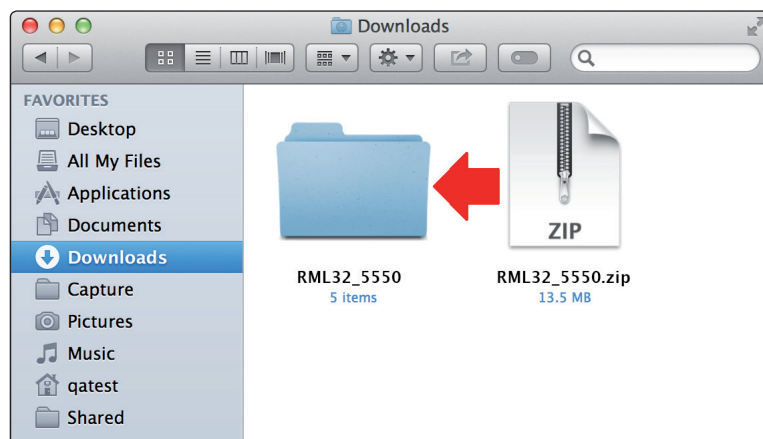 Downloads
FAVORITES
Desktop
All My Files
Applications
Documents
Downloads
Capture
Pictures
Music
qatest
Shared
ZIP
RML32_5550
5 items
RML32_5550.zip
13.5 MB